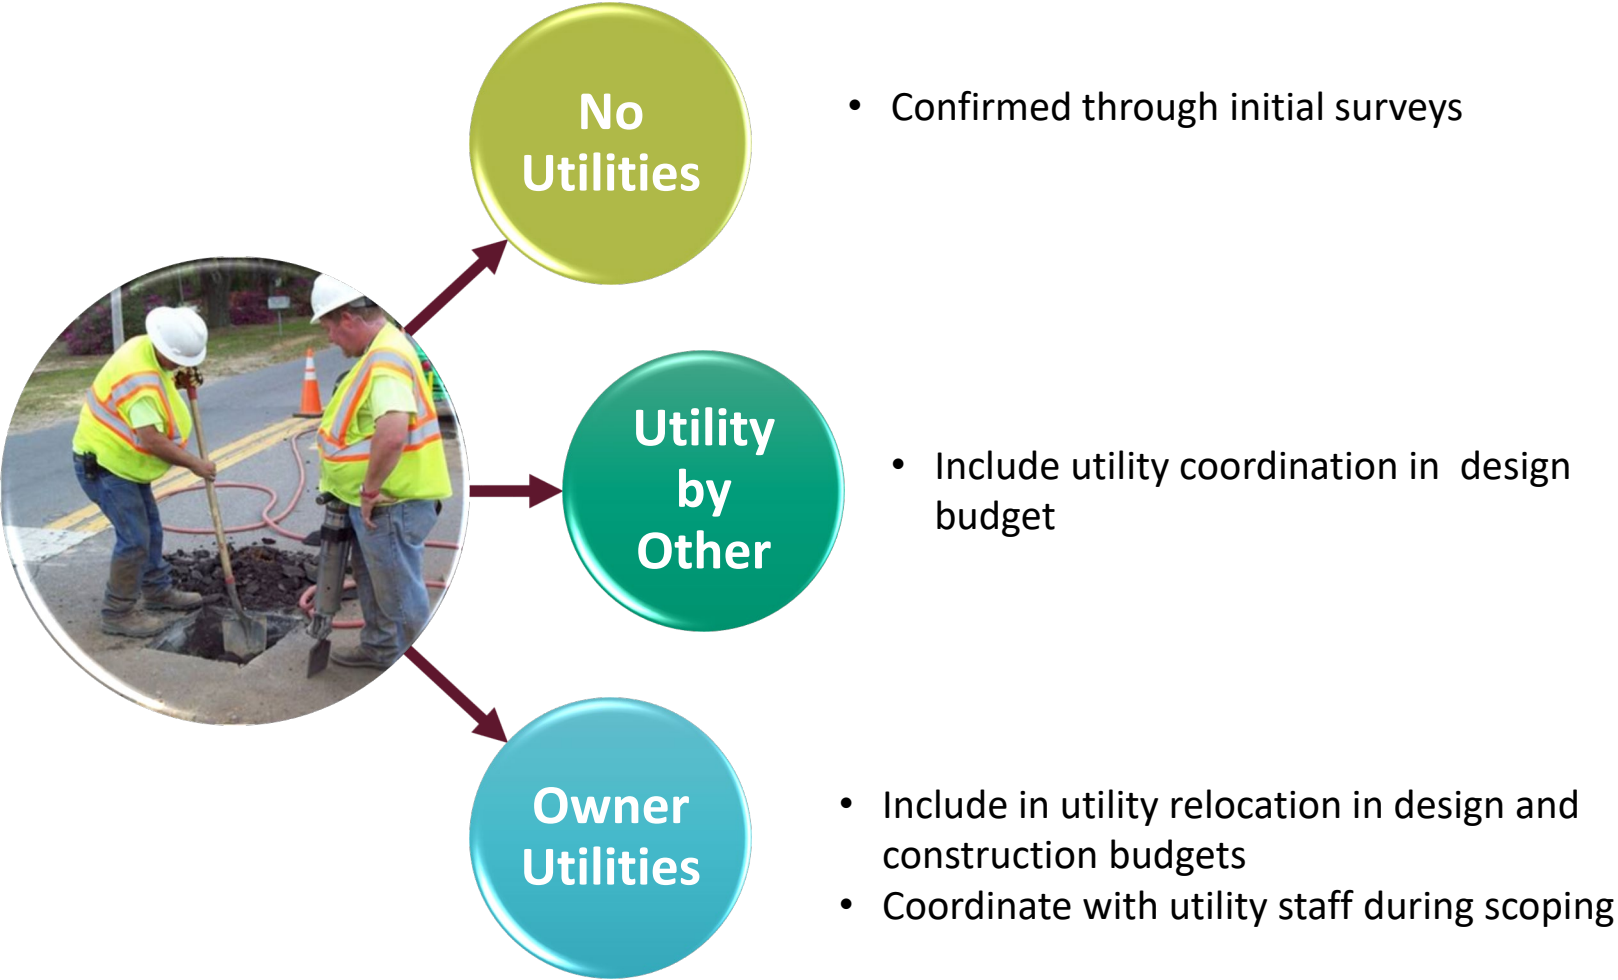 No
Utilities
• Confirmed through initial surveys
Utility
by
Other
• Include utility coordination in  design
budget
Owner
Utilities
• Include in utility relocation in design and
construction budgets
• Coordinate with utility staff during scoping